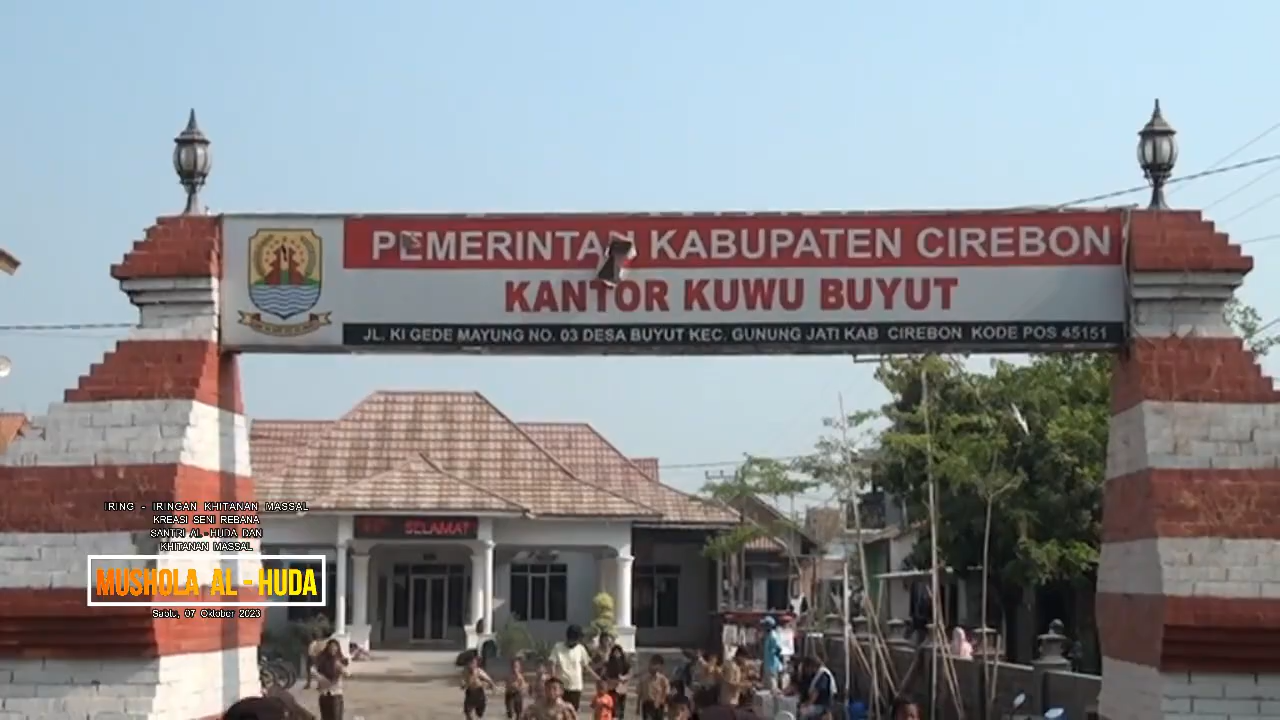 PEMERINTAH KABUPATEN CIREBON
KANTOR KUWU BUYUT
JL. KI GEDE MAYUNG NO. 03 DESA BUYUT KEC. GUNUNG JATI KAB CIREBON KODE POS 45151
SELAMAT
IRING - IRINGAN KHITANAN MASSAL
KREASI SENI REBANA
SANTRI AL-HUDA DAN
KHITANAN MASSAL
MUSHOLA AL - HUDA
Sabtu, 07 Oktober 2023